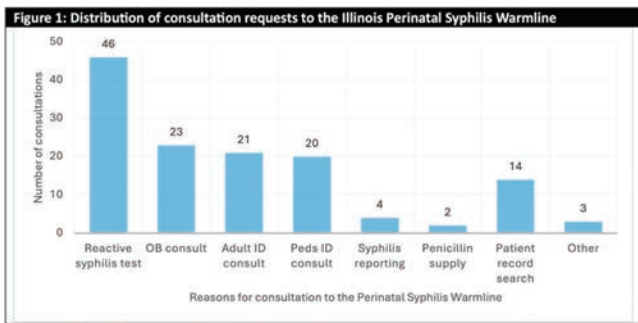 Figure 1: Distribution of consultation requests to the Illinois Perinatal Syphilis Warmline
Number of consultations
50
40
30
20
10
0
46
23
21
20
4
2
14
3
Reactive syphilis test
OB consult
Adult ID consult
Peds ID consult
Syphilis reporting
Penicillin supply
Patient record search
Other
Reasons for consultation to the Perinatal Syphilis Warmline